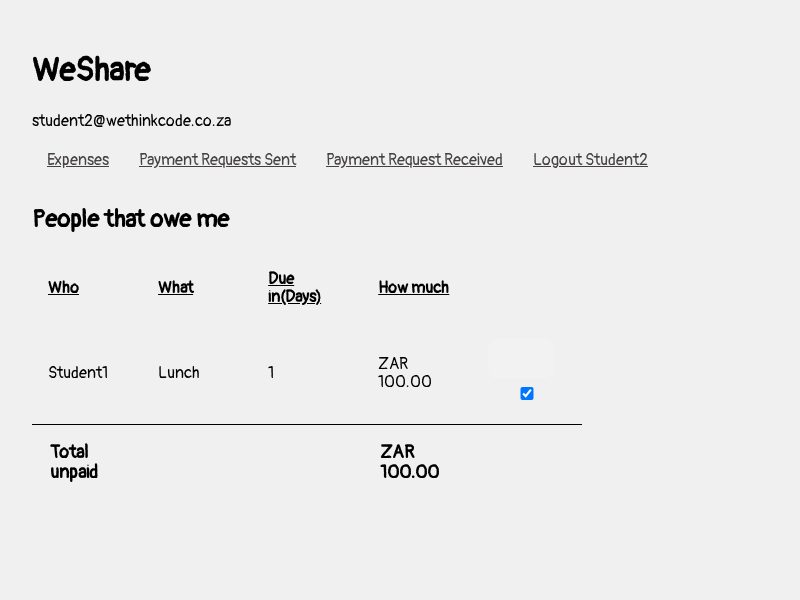 WeShare
student2@wethinkcode.co.za
Expenses Payment Requests Sent Payment Request Received Logout Student2
People that owe me
Who What Due in(Days) How much
Student1 Lunch 1 ZAR 100.00
Total unpaid ZAR 100.00